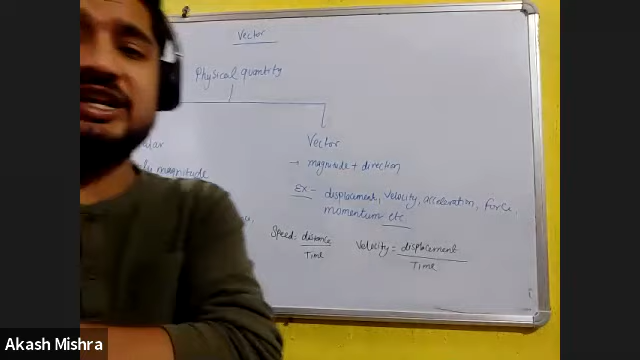 Vector
Physical quantity
Vector
→ magnitude + direction
magnitude
Ex - displacement, velocity, acceleration, force,
momentum etc
Speed = distance / Time
Velocity = displacement / Time
Akash Mishra